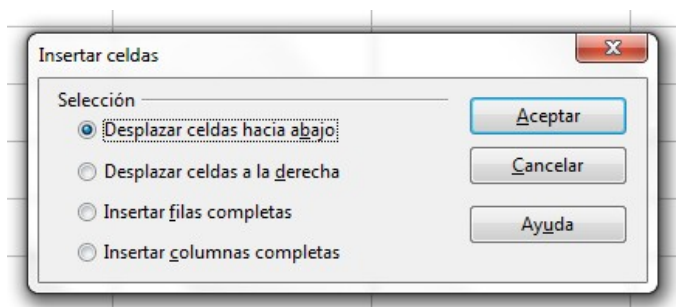 Insertar celdas
Selección
Desplazar celdas hacia abajo
Desplazar celdas a la derecha
Insertar filas completas
Insertar columnas completas
Aceptar
Cancelar
Ayuda